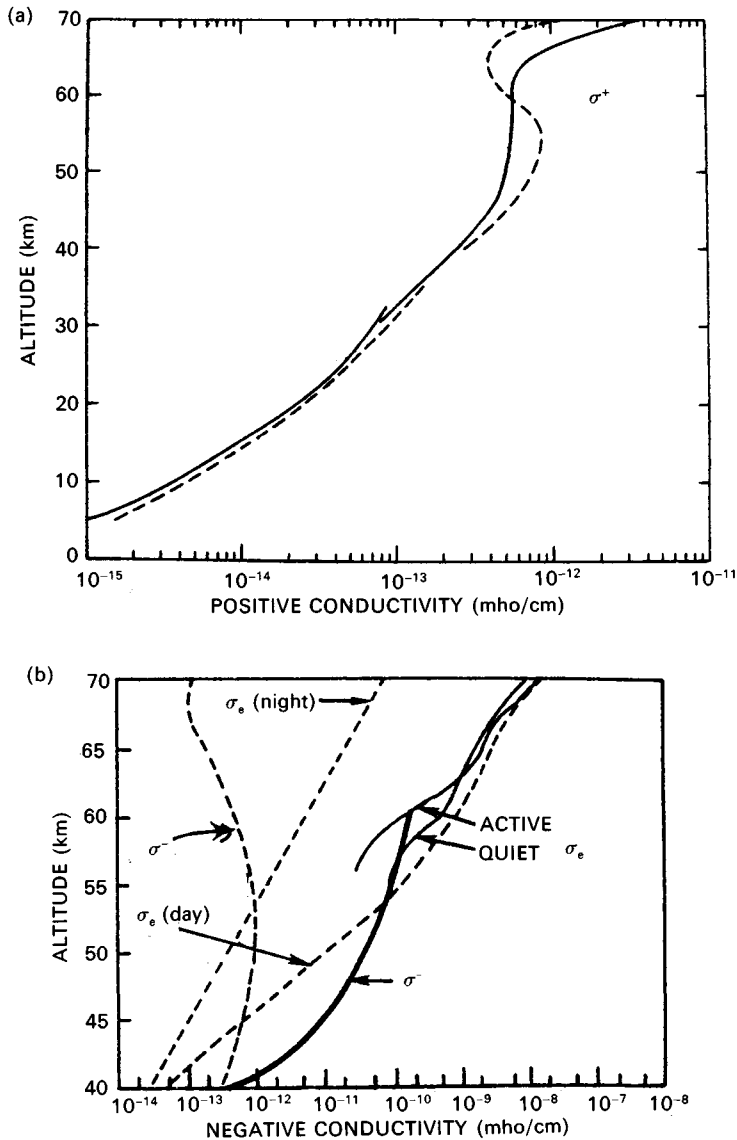 (a)
70
60
50
40
30
20
10
0
ALTITUDE (km)
σ⁺
10⁻¹⁵ 10⁻¹⁴ 10⁻¹³ 10⁻¹² 10⁻¹¹
POSITIVE CONDUCTIVITY (mho/cm)
(b)
70
65
60
55
50
45
40
ALTITUDE (km)
σₑ (night)
ACTIVE
QUIET σₑ
σ⁻
σₑ (day)
σ⁻
10⁻¹⁴ 10⁻¹³ 10⁻¹² 10⁻¹¹ 10⁻¹⁰ 10⁻⁹ 10⁻⁸ 10⁻⁸
NEGATIVE CONDUCTIVITY (mho/cm)